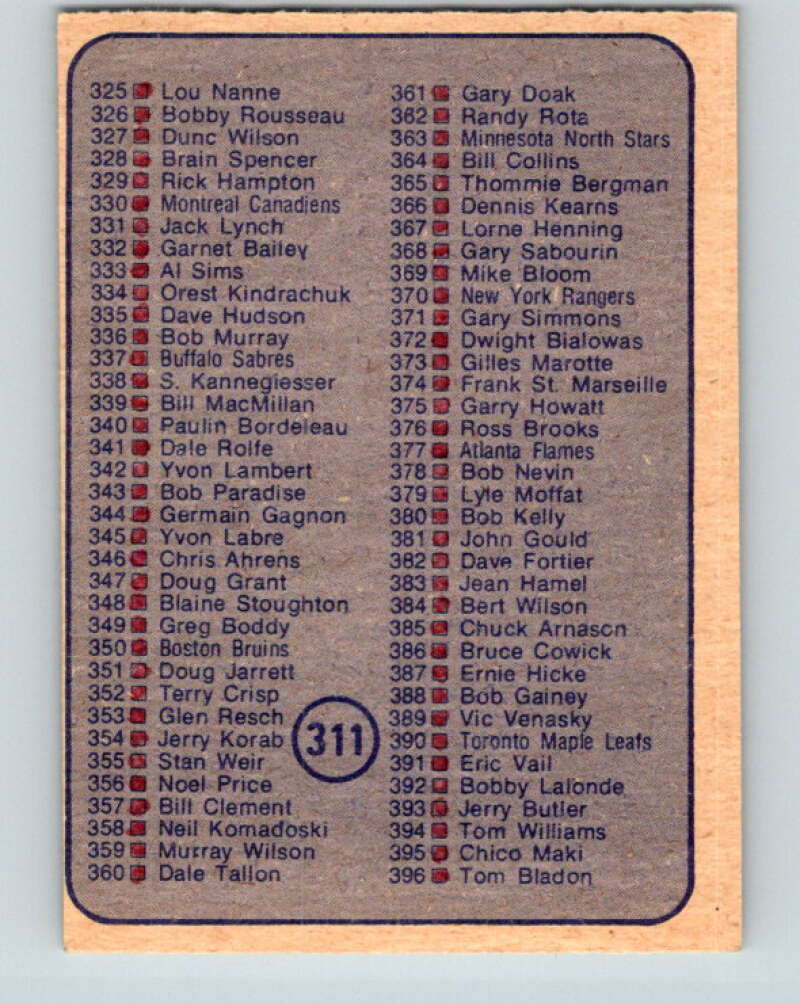 325 Lou Nanne
326 Bobby Rousseau
327 Dunc Wilson
328 Brain Spencer
329 Rick Hampton
330 Montreal Canadiens
331 Jack Lynch
332 Garnet Bailey
333 Al Sims
334 Orest Kindrachuk
335 Dave Hudson
336 Bob Murray
337 Buffalo Sabres
338 S. Kannegiesser
339 Bill MacMillan
340 Paulin Bordeleau
341 Dale Rolfe
342 Yvon Lambert
343 Bob Paradise
344 Germain Gagnon
345 Yvon Labre
346 Chris Ahrens
347 Doug Grant
348 Blaine Stoughton
349 Greg Boddy
350 Boston Bruins
351 Doug Jarrett
352 Terry Crisp
353 Glen Resch
354 Jerry Korab
355 Stan Weir
356 Noel Price
357 Bill Clement
358 Neil Komadoski
359 Murray Wilson
360 Dale Tallon
311
361 Gary Doak
362 Randy Rota
363 Minnesota North Stars
364 Bill Collins
365 Thommie Bergman
366 Dennis Kearns
367 Lorne Henning
368 Gary Sabourin
369 Mike Bloom
370 New York Rangers
371 Gary Simmons
372 Dwight Bialowas
373 Gilles Marotte
374 Frank St. Marseille
375 Garry Howatt
376 Ross Brooks
377 Atlanta Flames
378 Bob Nevin
379 Lyle Moffat
380 Bob Kelly
381 John Gould
382 Dave Fortier
383 Jean Hamel
384 Bert Wilson
385 Chuck Arnason
386 Bruce Cowick
387 Ernie Hicke
388 Bob Gainey
389 Vic Venasky
390 Toronto Maple Leafs
391 Eric Vail
392 Bobby Lalonde
393 Jerry Butler
394 Tom Williams
395 Chico Maki
396 Tom Bladon